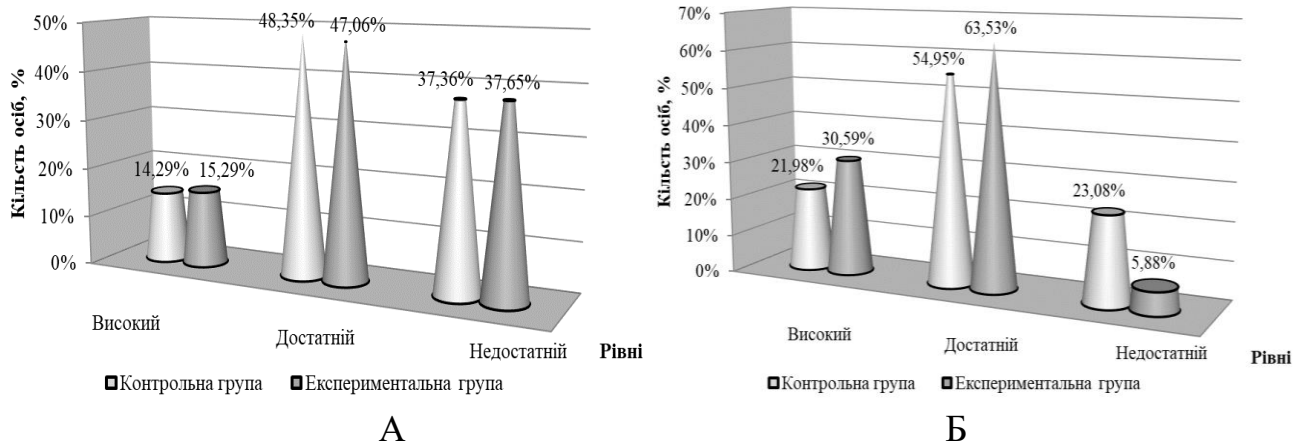 50%
40%
30%
20%
10%
0%
Кількость осіб, %
48,35%
47,06%
37,36%
37,65%
14,29%
15,29%
Високий
Достатній
Недостатній
Рівні
Контрольна група
Експериментальна група
А
70%
60%
50%
40%
30%
20%
10%
0%
Кількость осіб, %
63,53%
54,95%
30,59%
21,98%
23,08%
5,88%
Високий
Достатній
Недостатній
Рівні
Контрольна група
Експериментальна група
Б